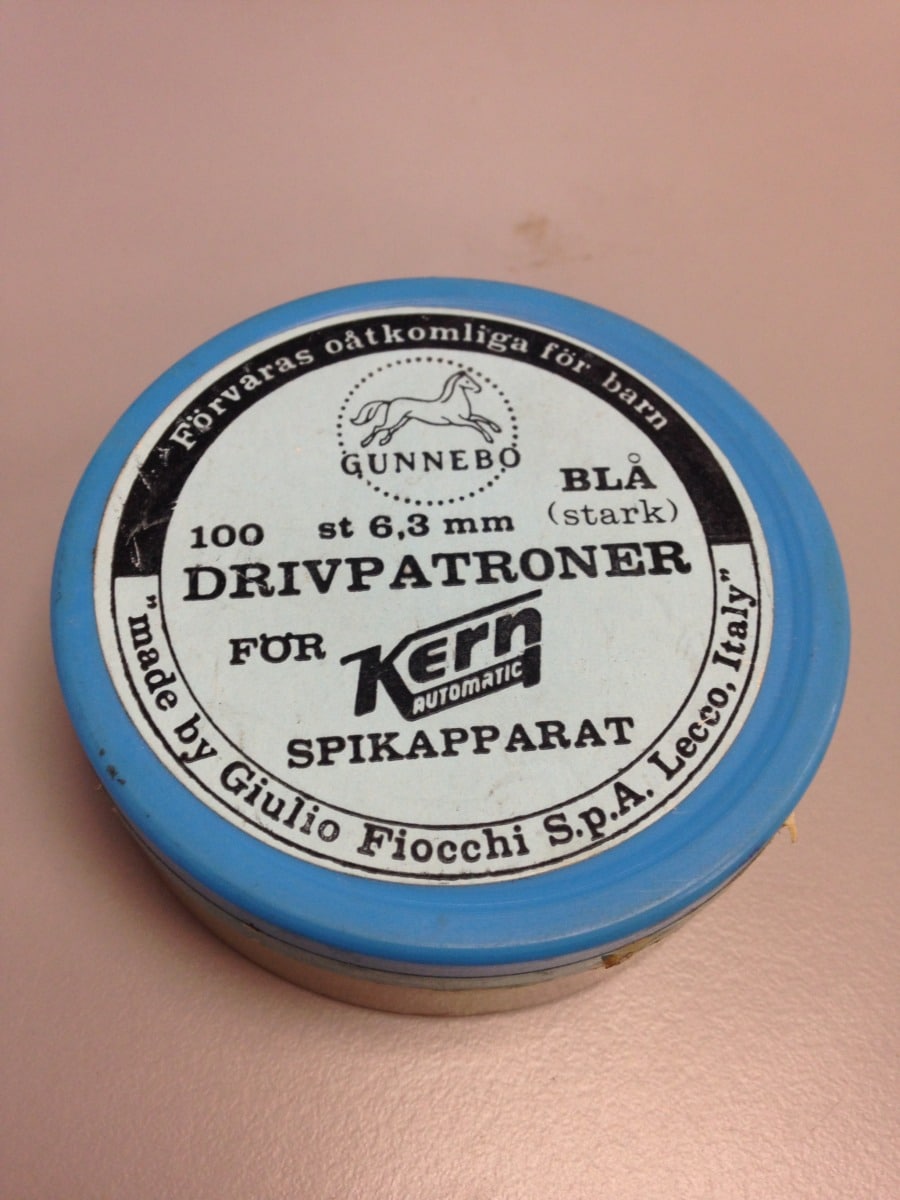 Förvaras oåtkomliga för barn
GUNNEBO
BLÅ
(stark)
100 st 6,3 mm
DRIVPATRONER
FÖR Kern
AUTOMATIC
SPIKAPPARAT
"made by Giulio Fiocchi S.p.A. Lecco, Italy"